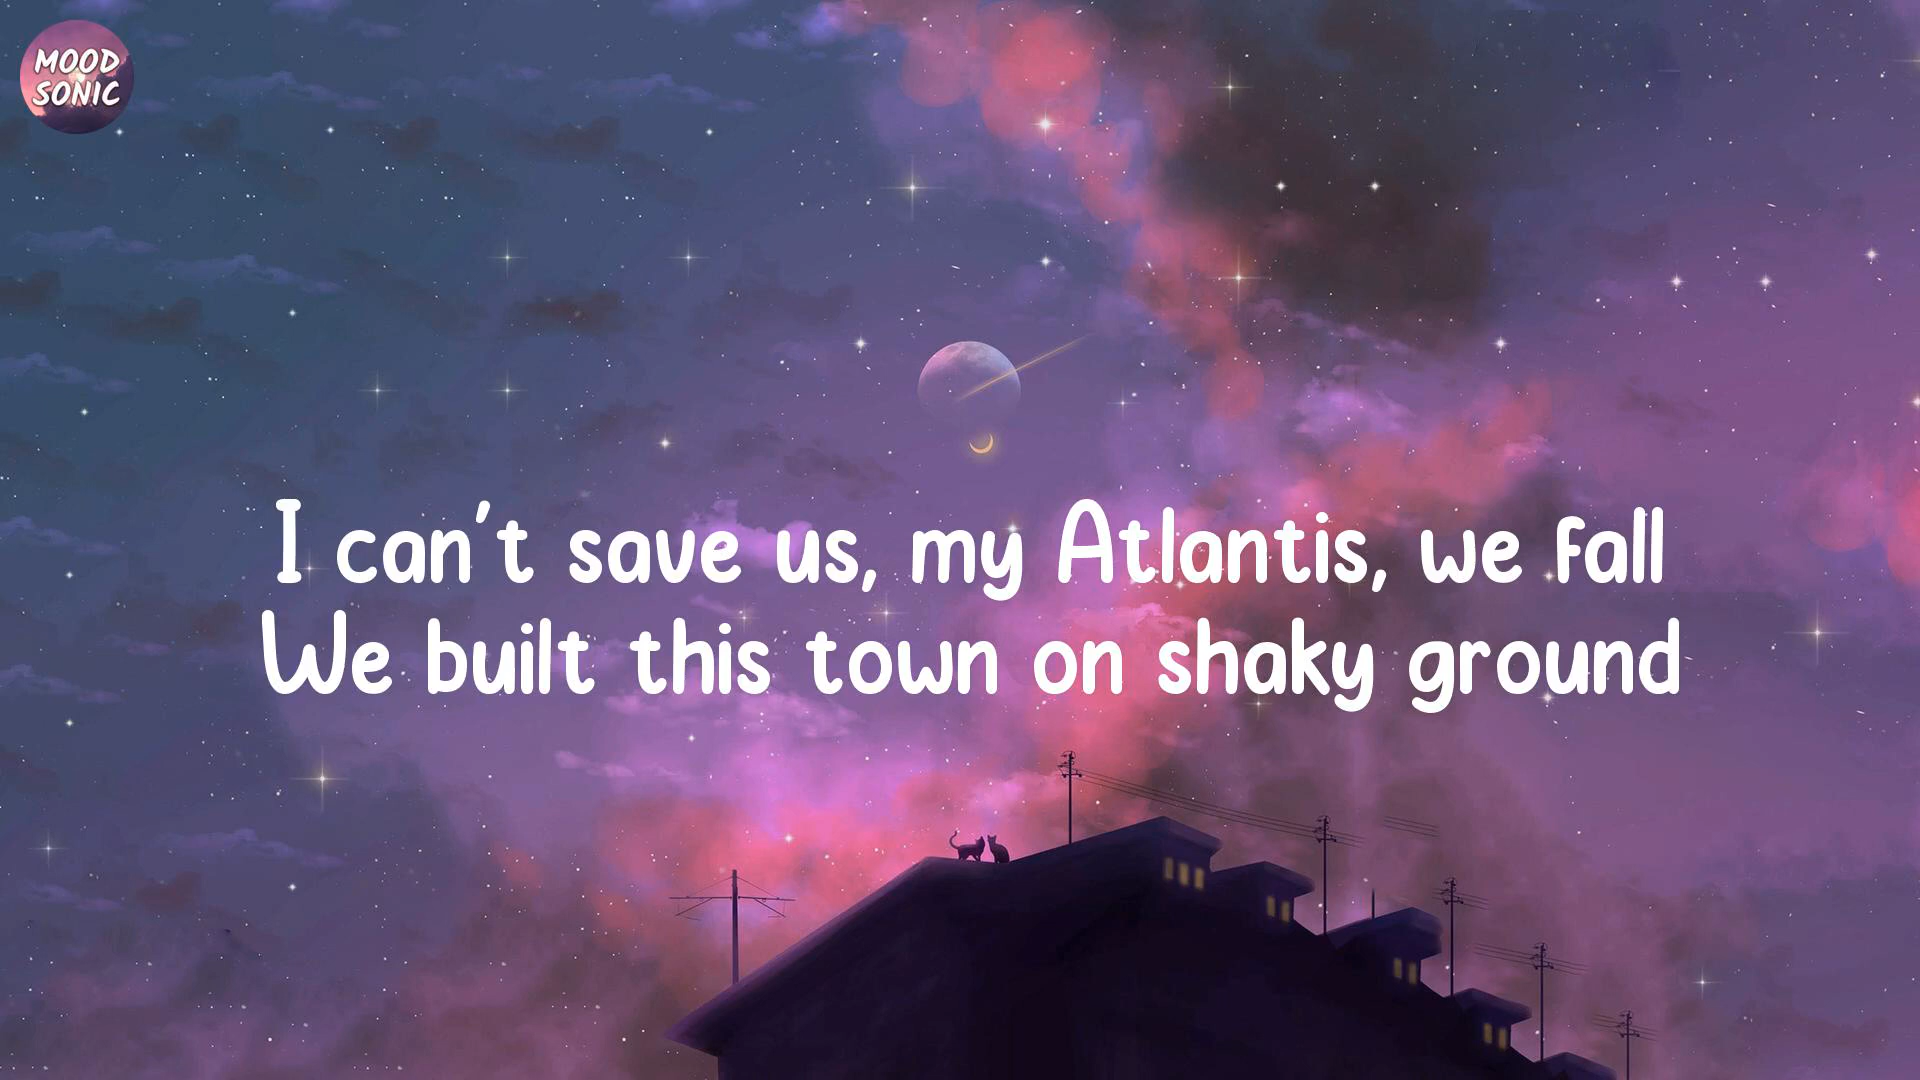 MOOD
SONIC
I can't save us, my Atlantis, we fall
We built this town on shaky ground